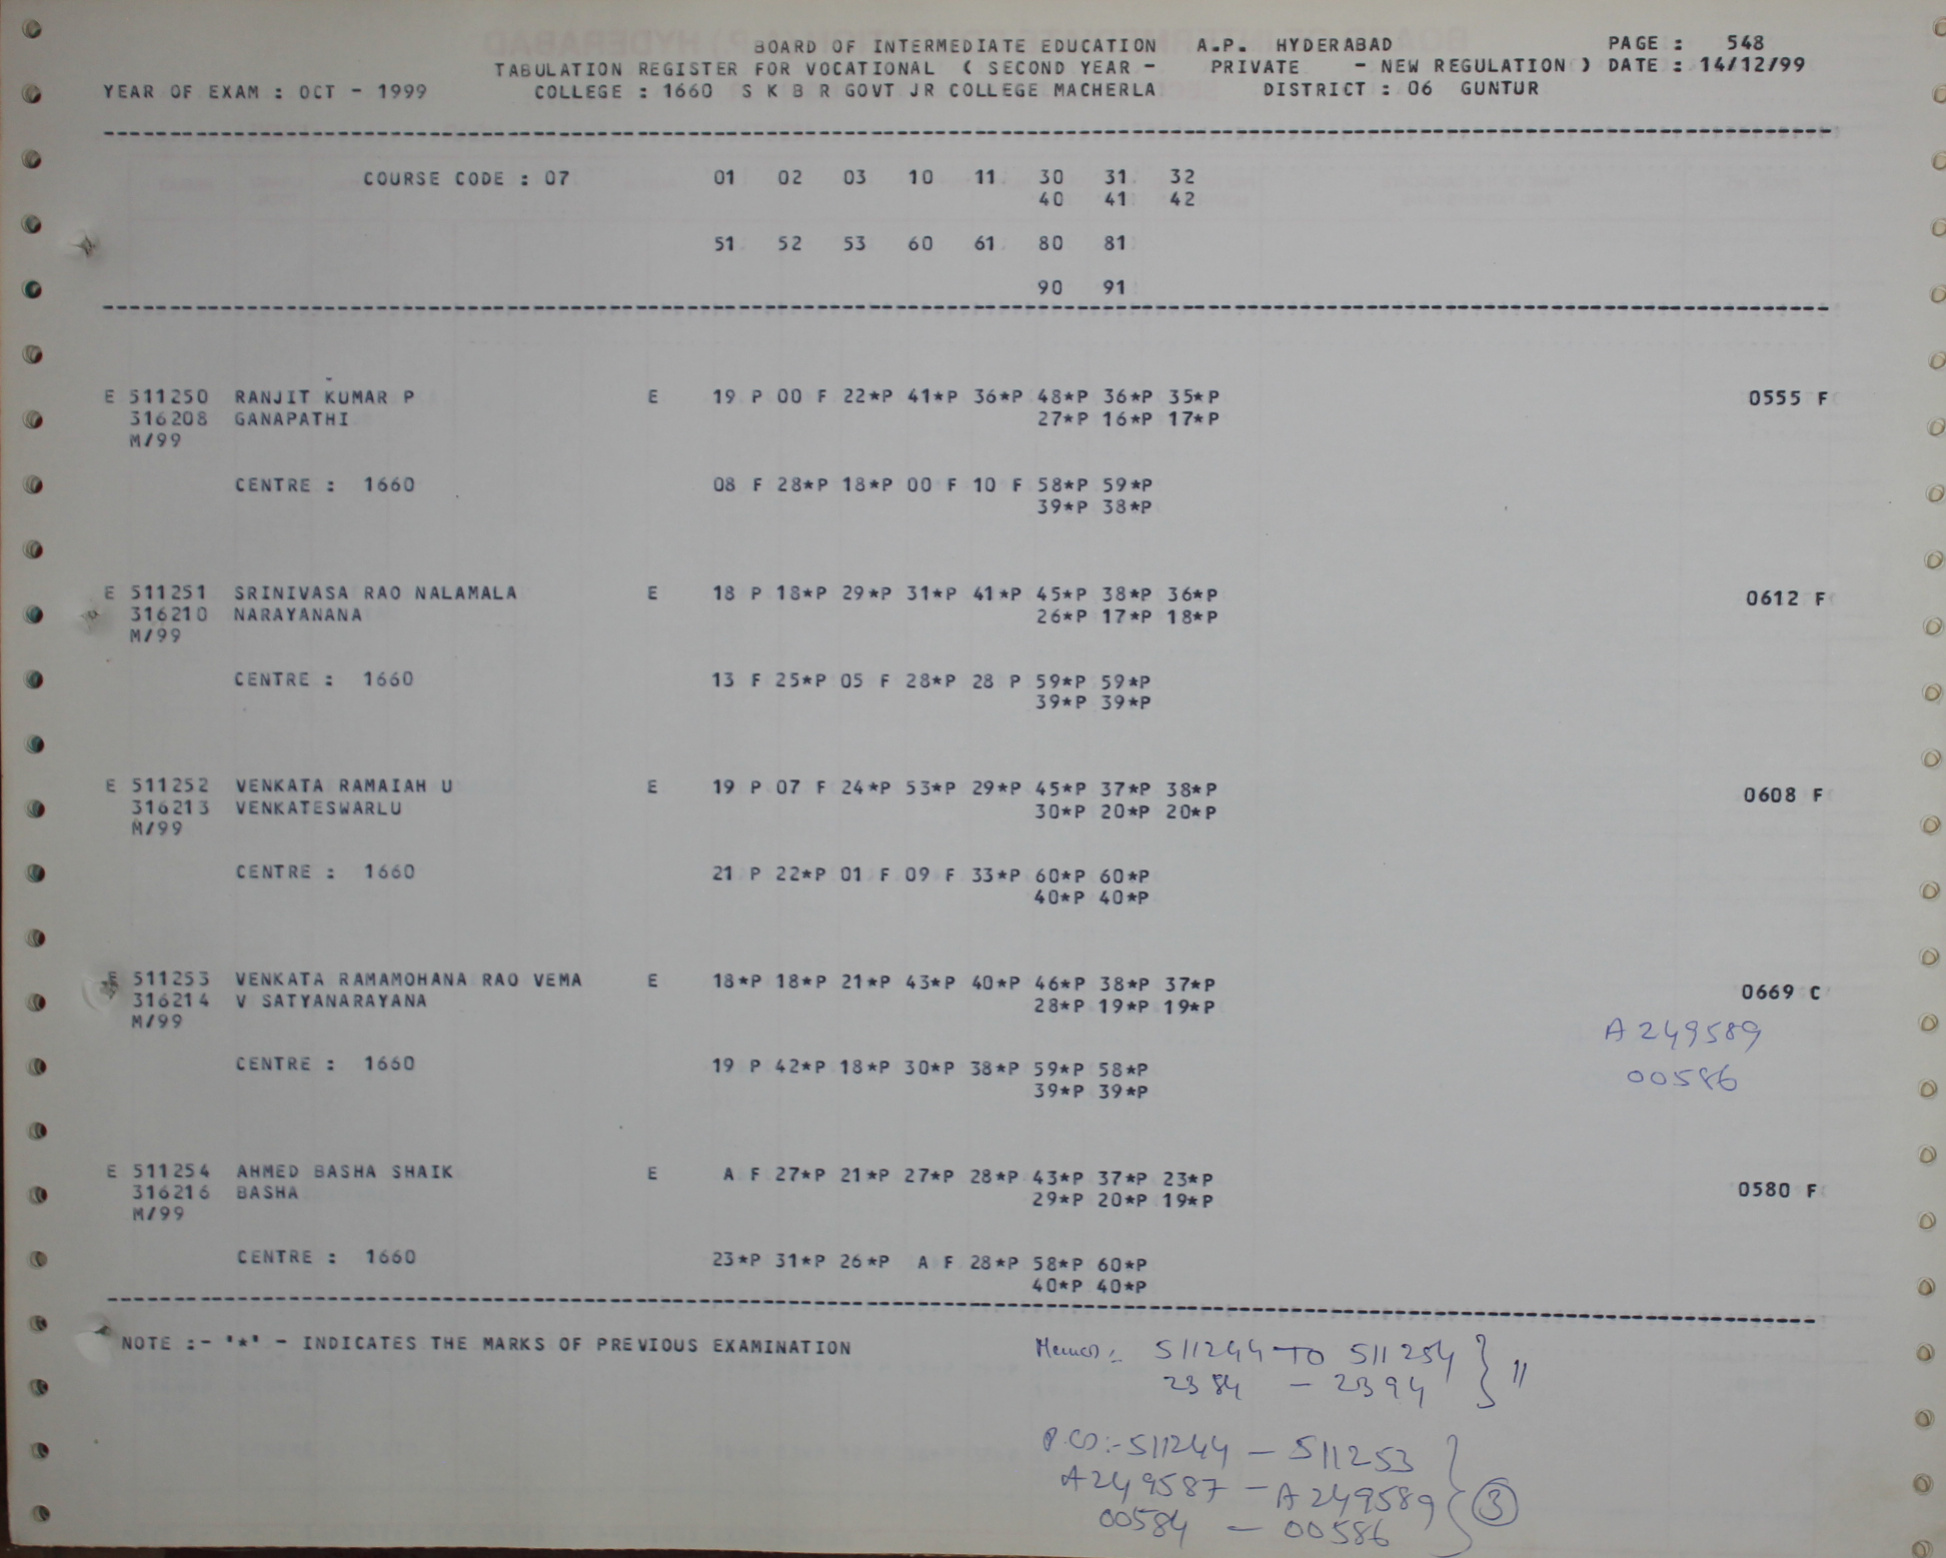 BOARD OF INTERMEDIATE EDUCATION A.P. HYDERABAD PAGE : 548
TABULATION REGISTER FOR VOCATIONAL ( SECOND YEAR - PRIVATE - NEW REGULATION ) DATE : 14/12/99
YEAR OF EXAM : OCT - 1999 COLLEGE : 1660 S K B R GOVT JR COLLEGE MACHERLA DISTRICT : 06 GUNTUR
COURSE CODE : 07 01 02 03 10 11 30 31 32
40 41 42
51 52 53 60 61 80 81
90 91
E 511250 RANJIT KUMAR P E 19 P 00 F 22*P 41*P 36*P 48*P 36*P 35*P 0555 F
316208 GANAPATHI 27*P 16*P 17*P
M/99
CENTRE : 1660 08 F 28*P 18*P 00 F 10 F 58*P 59*P
39*P 38*P
E 511251 SRINIVASA RAO NALAMALA E 18 P 18*P 29*P 31*P 41*P 45*P 38*P 36*P 0612 F
316210 NARAYANANA 26*P 17*P 18*P
M/99
CENTRE : 1660 13 F 25*P 05 F 28*P 28 P 59*P 59*P
39*P 39*P
E 511252 VENKATA RAMAIAH U E 19 P 07 F 24*P 53*P 29*P 45*P 37*P 38*P 0608 F
316213 VENKATESWARLU 30*P 20*P 20*P
M/99
CENTRE : 1660 21 P 22*P 01 F 09 F 33*P 60*P 60*P
40*P 40*P
E 511253 VENKATA RAMAMOHANA RAO VEMA E 18*P 18*P 21*P 43*P 40*P 46*P 38*P 37*P 0669 C
316214 V SATYANARAYANA 28*P 19*P 19*P
M/99 A 249589
CENTRE : 1660 19 P 42*P 18*P 30*P 38*P 59*P 58*P 00586
39*P 39*P
E 511254 AHMED BASHA SHAIK E A F 27*P 21*P 27*P 28*P 43*P 37*P 23*P 0580 F
316216 BASHA 29*P 20*P 19*P
M/99
CENTRE : 1660 23*P 31*P 26*P A F 28*P 58*P 60*P
40*P 40*P
NOTE :- '*' - INDICATES THE MARKS OF PREVIOUS EXAMINATION
511244 TO 511254
2384 - 2394 } 11
P.C):- 511244 - 511253
A249587 - A249589 } 3
00584 - 00586